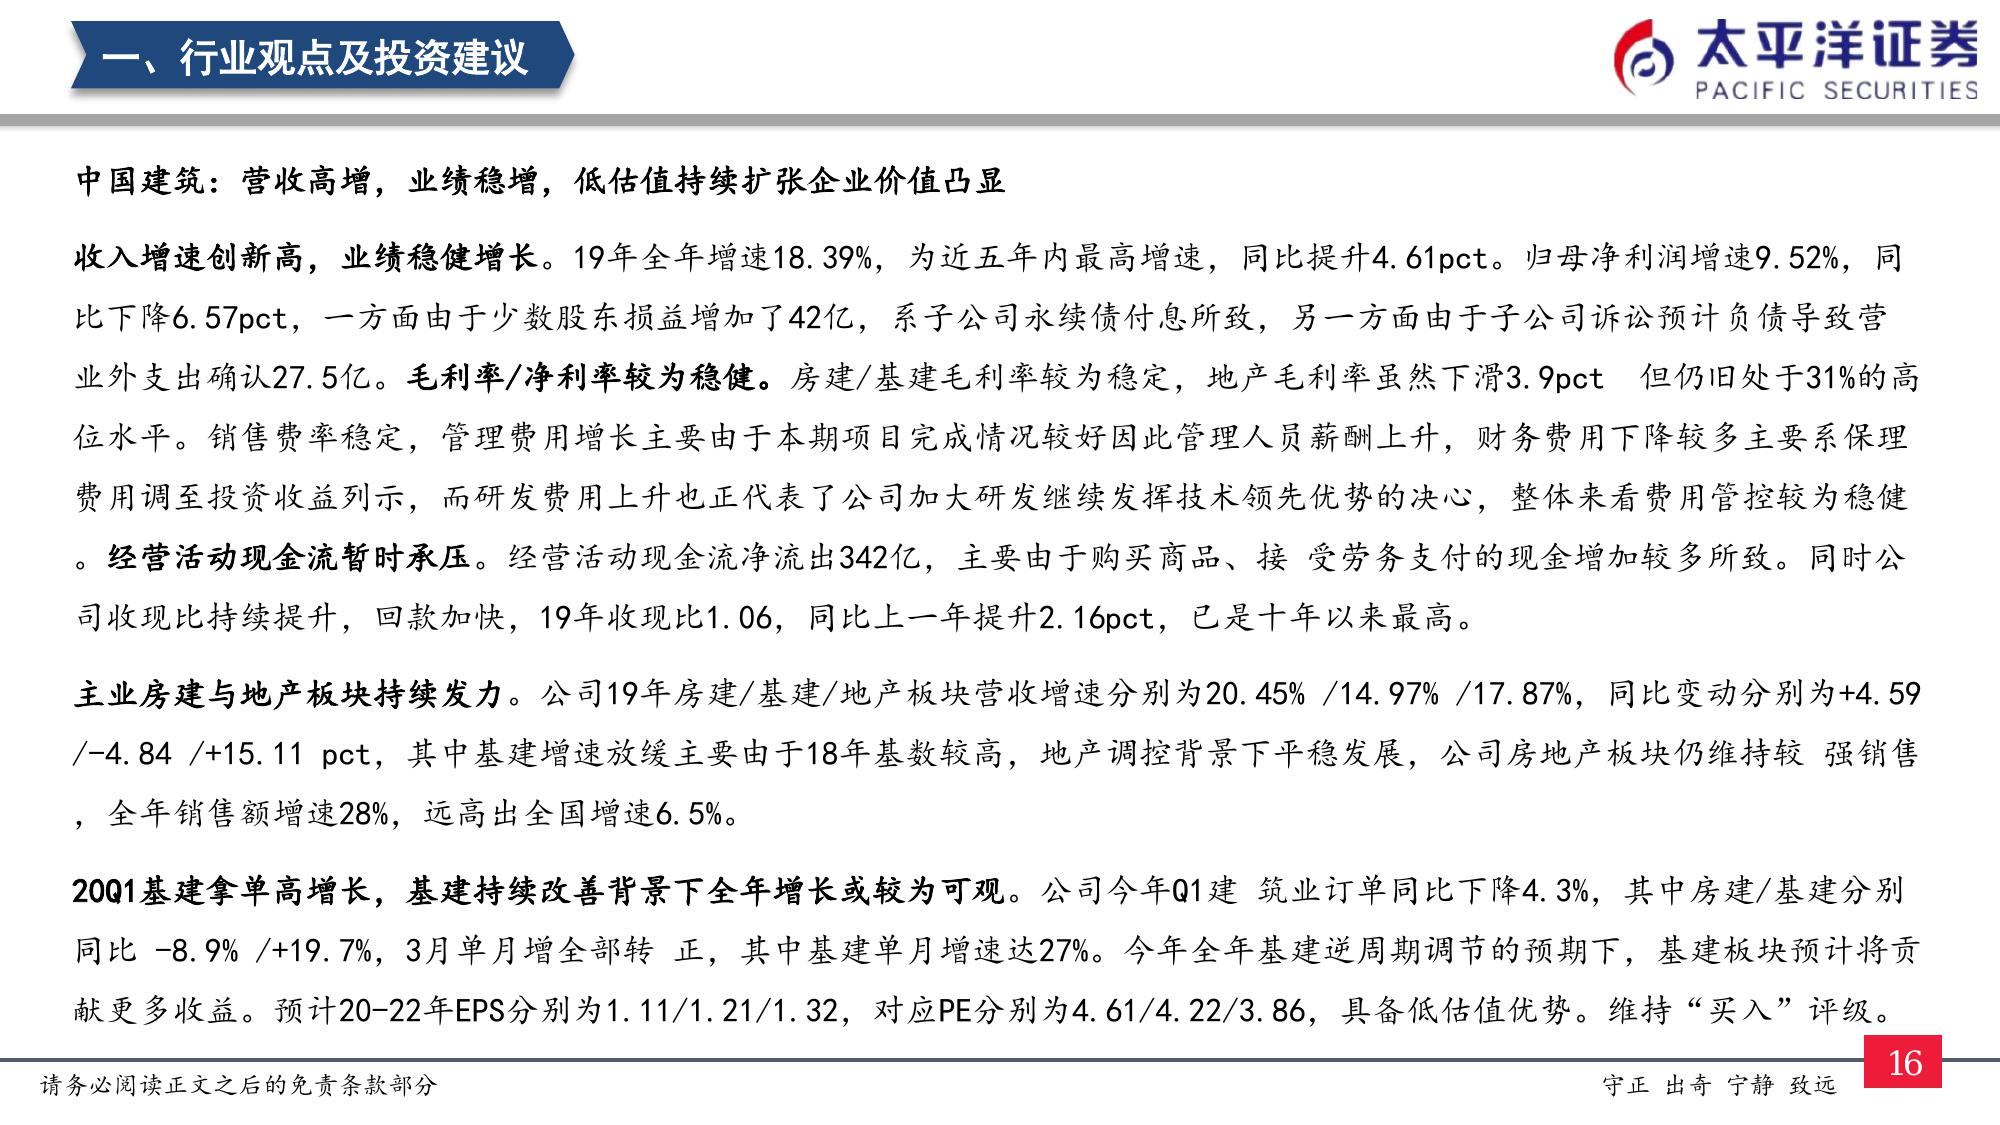 一、行业观点及投资建议
太平洋证券
PACIFIC SECURITIES
中国建筑：营收高增，业绩稳增，低估值持续扩张企业价值凸显
收入增速创新高，业绩稳健增长。19年全年增速18.39%，为近五年内最高增速，同比提升4.61pct。归母净利润增速9.52%，同
比下降6.57pct，一方面由于少数股东损益增加了42亿，系子公司永续债付息所致，另一方面由于子公司诉讼预计负债导致营
业外支出确认27.5亿。毛利率/净利率较为稳健。房建/基建毛利率较为稳定，地产毛利率虽然下滑3.9pct 但仍旧处于31%的高
位水平。销售费率稳定，管理费用增长主要由于本期项目完成情况较好因此管理人员薪酬上升，财务费用下降较多主要系保理
费用调至投资收益列示，而研发费用上升也正代表了公司加大研发继续发挥技术领先优势的决心，整体来看费用管控较为稳健
。经营活动现金流暂时承压。经营活动现金流净流出342亿，主要由于购买商品、接 受劳务支付的现金增加较多所致。同时公
司收现比持续提升，回款加快，19年收现比1.06，同比上一年提升2.16pct，已是十年以来最高。
主业房建与地产板块持续发力。公司19年房建/基建/地产板块营收增速分别为20.45% /14.97% /17.87%，同比变动分别为+4.59
/-4.84 /+15.11 pct，其中基建增速放缓主要由于18年基数较高，地产调控背景下平稳发展，公司房地产板块仍维持较 强销售
，全年销售额增速28%，远高出全国增速6.5%。
20Q1基建拿单高增长，基建持续改善背景下全年增长或较为可观。公司今年Q1建 筑业订单同比下降4.3%，其中房建/基建分别
同比 -8.9% /+19.7%，3月单月增全部转 正，其中基建单月增速达27%。今年全年基建逆周期调节的预期下，基建板块预计将贡
献更多收益。预计20-22年EPS分别为1.11/1.21/1.32，对应PE分别为4.61/4.22/3.86，具备低估值优势。维持“买入”评级。
请务必阅读正文之后的免责条款部分
守正 出奇 宁静 致远
16